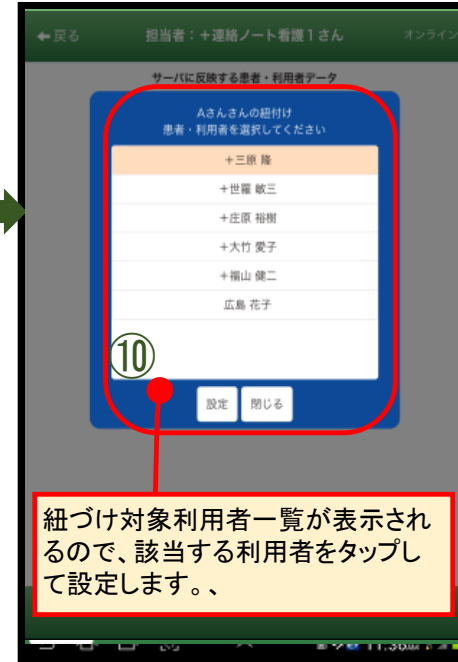 戻る 担当者:+連絡ノート看護1さん オンライン
サーバに反映する患者・利用者データ
Aさんさんの紐付け
患者・利用者を選択してください
+三原 隆
+世羅 敏三
+庄原 裕樹
+大竹 愛子
+福山 健二
広島 花子
⑩
設定 閉じる
紐づけ対象利用者一覧が表示され
るので、該当する利用者をタップし
て設定します。、